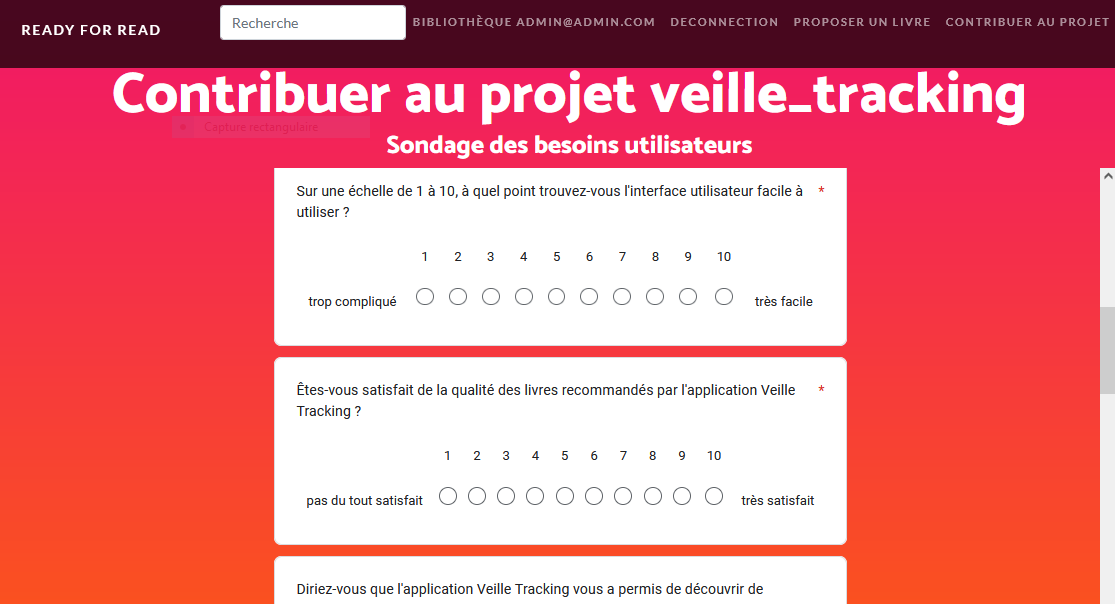 READY FOR READ
Recherche
BIBLIOTHÈQUE ADMIN@ADMIN.COM
DECONNECTION
PROPOSER UN LIVRE
CONTRIBUER AU PROJET
Contribuer au projet veille_tracking
Capture rectangulaire
Sondage des besoins utilisateurs
Sur une échelle de 1 à 10, à quel point trouvez-vous l'interface utilisateur facile à *
utiliser ?
1 2 3 4 5 6 7 8 9 10
trop compliqué très facile
Êtes-vous satisfait de la qualité des livres recommandés par l'application Veille *
Tracking ?
1 2 3 4 5 6 7 8 9 10
pas du tout satisfait très satisfait
Diriez-vous que l'application Veille Tracking vous a permis de découvrir de